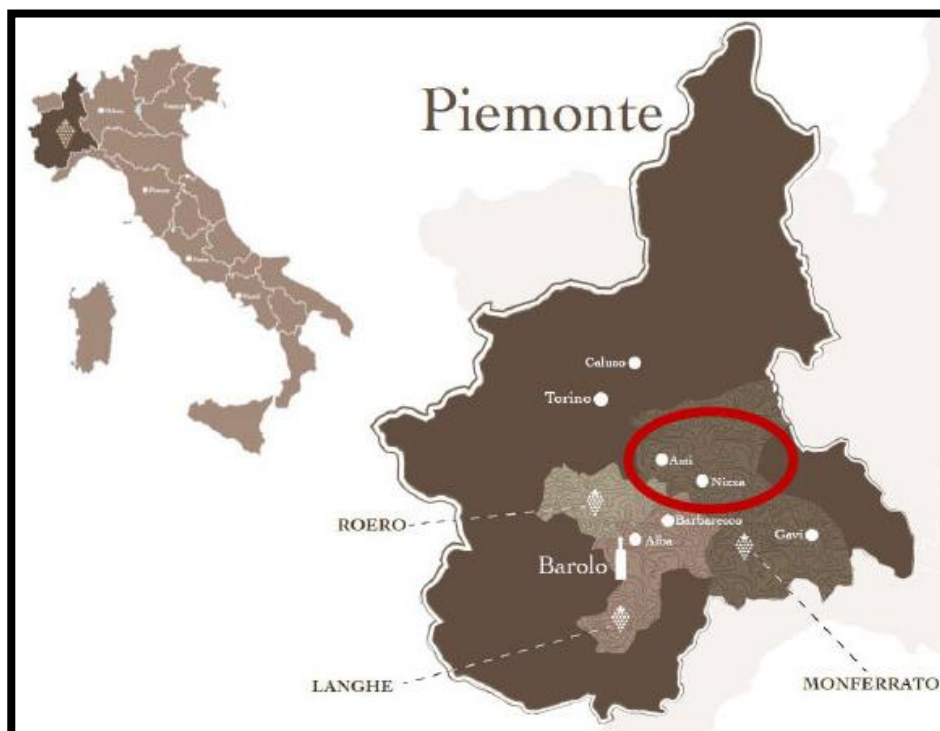 Piemonte
Caluso
Torino
Asti
Nizza
ROERO
Barbaresco
Alba
Gavi
Barolo
LANGHE
MONFERRATO